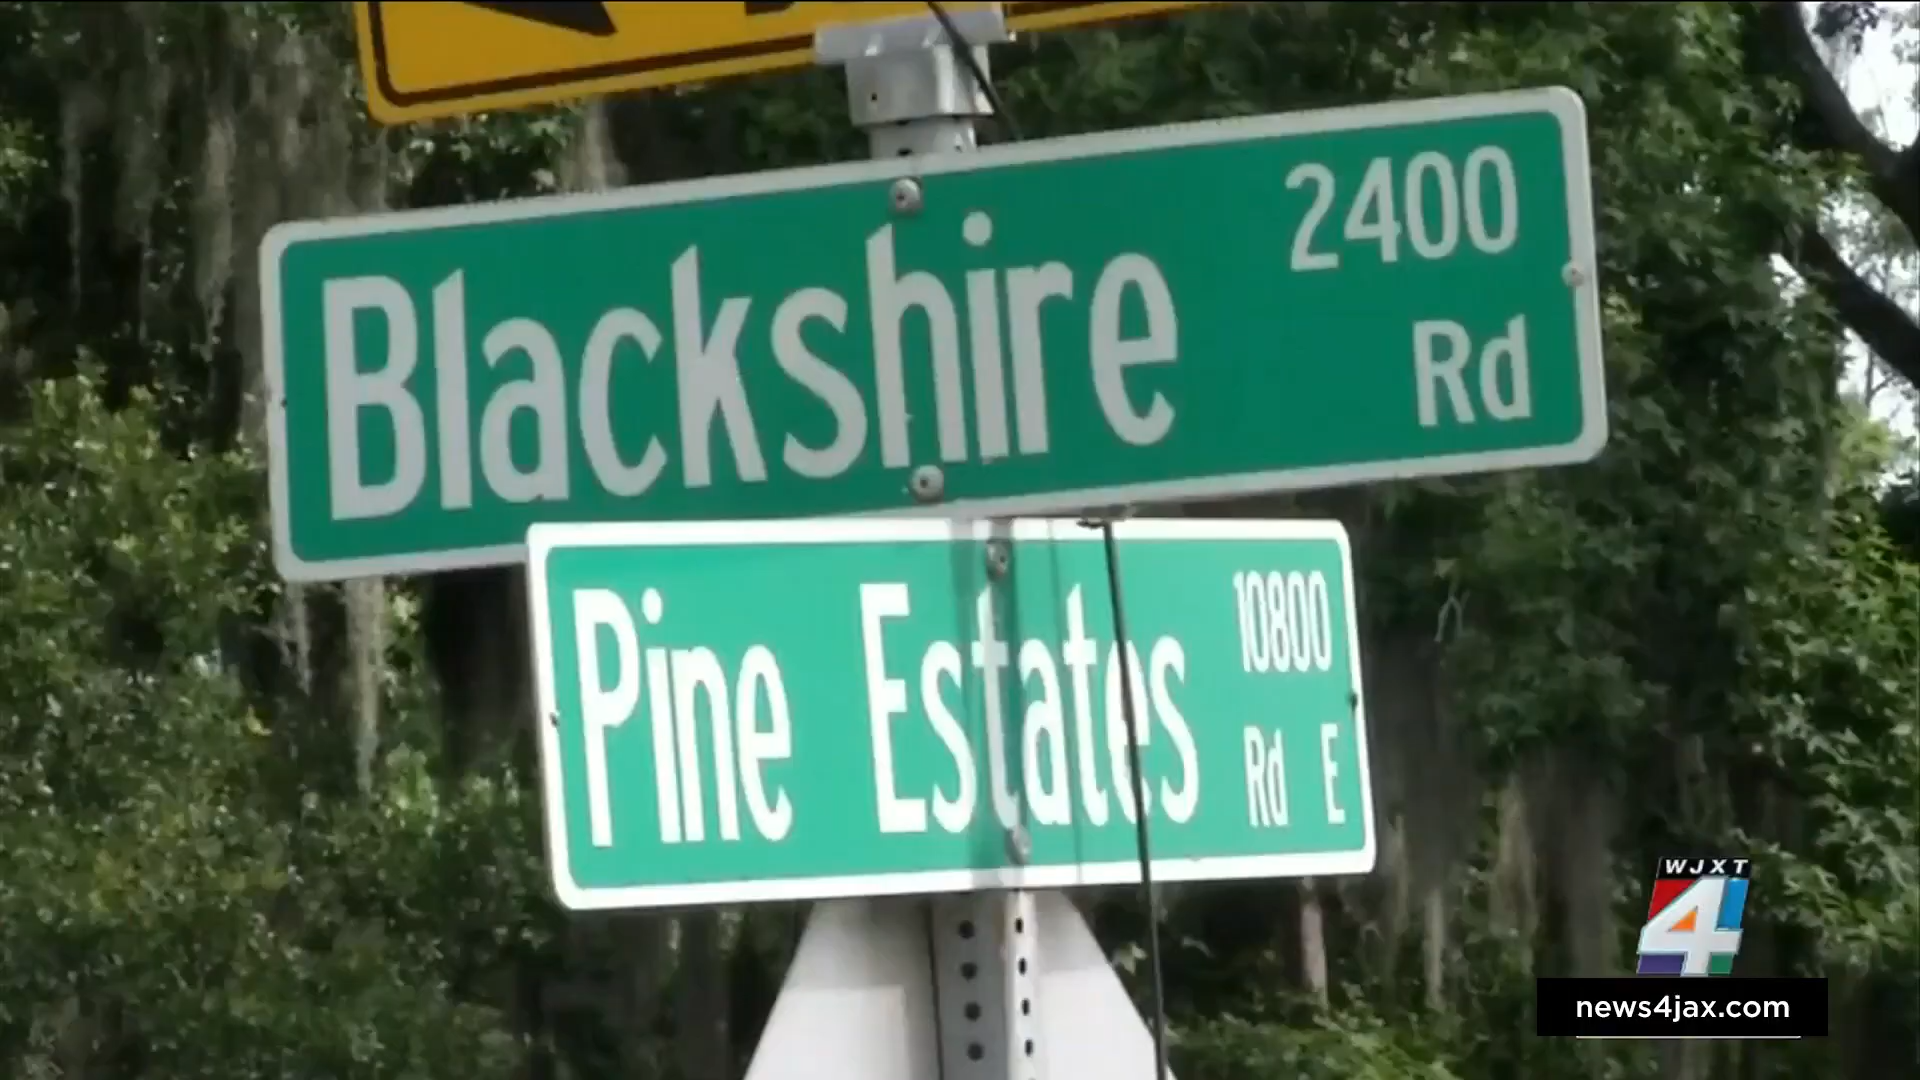 Blackshire 2400
Rd
Pine Estates 10800
Rd E
WJXT
4
news4jax.com